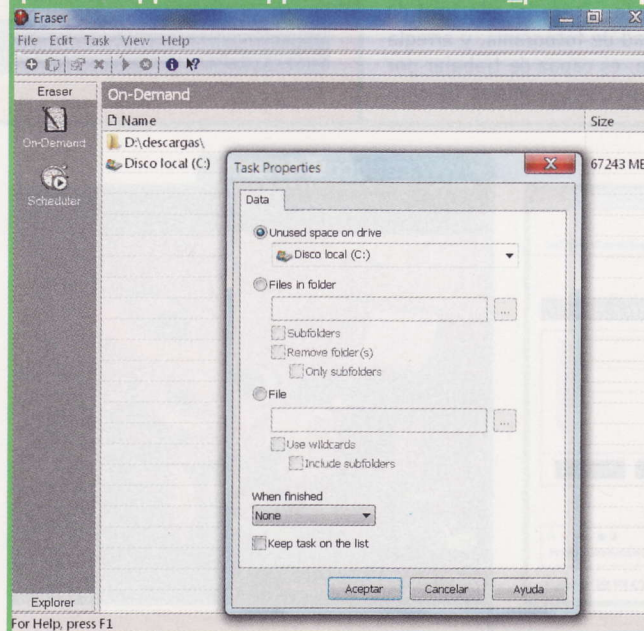 Eraser
File Edit Task View Help
Eraser
On-Demand
On-Demand
Scheduler
Explorer
Name
Size
D:\descargas\
Disco local (C:)
67243 MB
Task Properties
Data
Unused space on drive
Disco local (C:)
Files in folder
...
Subfolders
Remove folder(s)
Only subfolders
File
...
Use wildcards
Include subfolders
When finished
None
Keep task on the list
Aceptar
Cancelar
Ayuda
For Help, press F1